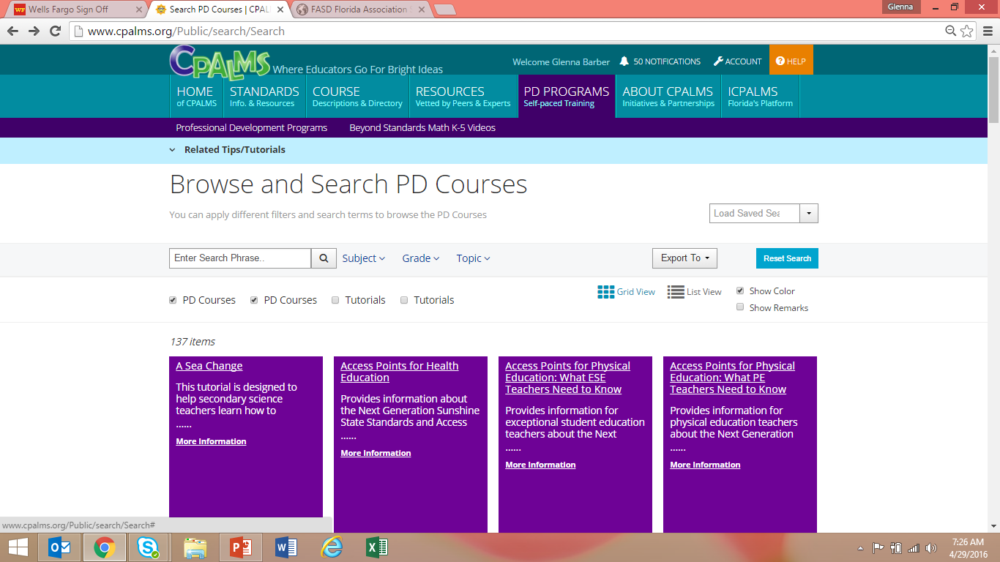 Wells Fargo Sign Off
Search PD Courses | CPAL
FASD Florida Association
Glenna
www.cpalms.org/Public/search/Search
CPALMS Where Educators Go For Bright Ideas
Welcome Glenna Barber 50 NOTIFICATIONS ACCOUNT HELP
HOME STANDARDS COURSE RESOURCES PD PROGRAMS ABOUT CPALMS ICPALMS
of CPALMS Info. & Resources Descriptions & Directory Vetted by Peers & Experts Self-paced Training Initiatives & Partnerships Florida's Platform
Professional Development Programs Beyond Standards Math K-5 Videos
Related Tips/Tutorials
Browse and Search PD Courses
You can apply different filters and search terms to browse the PD Courses
Load Saved Sea
Enter Search Phrase.. Subject Grade Topic Export To Reset Search
PD Courses PD Courses Tutorials Tutorials
Grid View List View Show Color
Show Remarks
137 items
A Sea Change
This tutorial is designed to
help secondary science
teachers learn how to
......
More Information
Access Points for Health
Education
Provides information about
the Next Generation Sunshine
State Standards and Access
......
More Information
Access Points for Physical
Education: What ESE
Teachers Need to Know
Provides information for
exceptional student education
teachers about the Next
......
More Information
Access Points for Physical
Education: What PE
Teachers Need to Know
Provides information for
physical education teachers
about the Next Generation
......
More Information
www.cpalms.org/Public/search/Search#
7:26 AM
4/29/2016